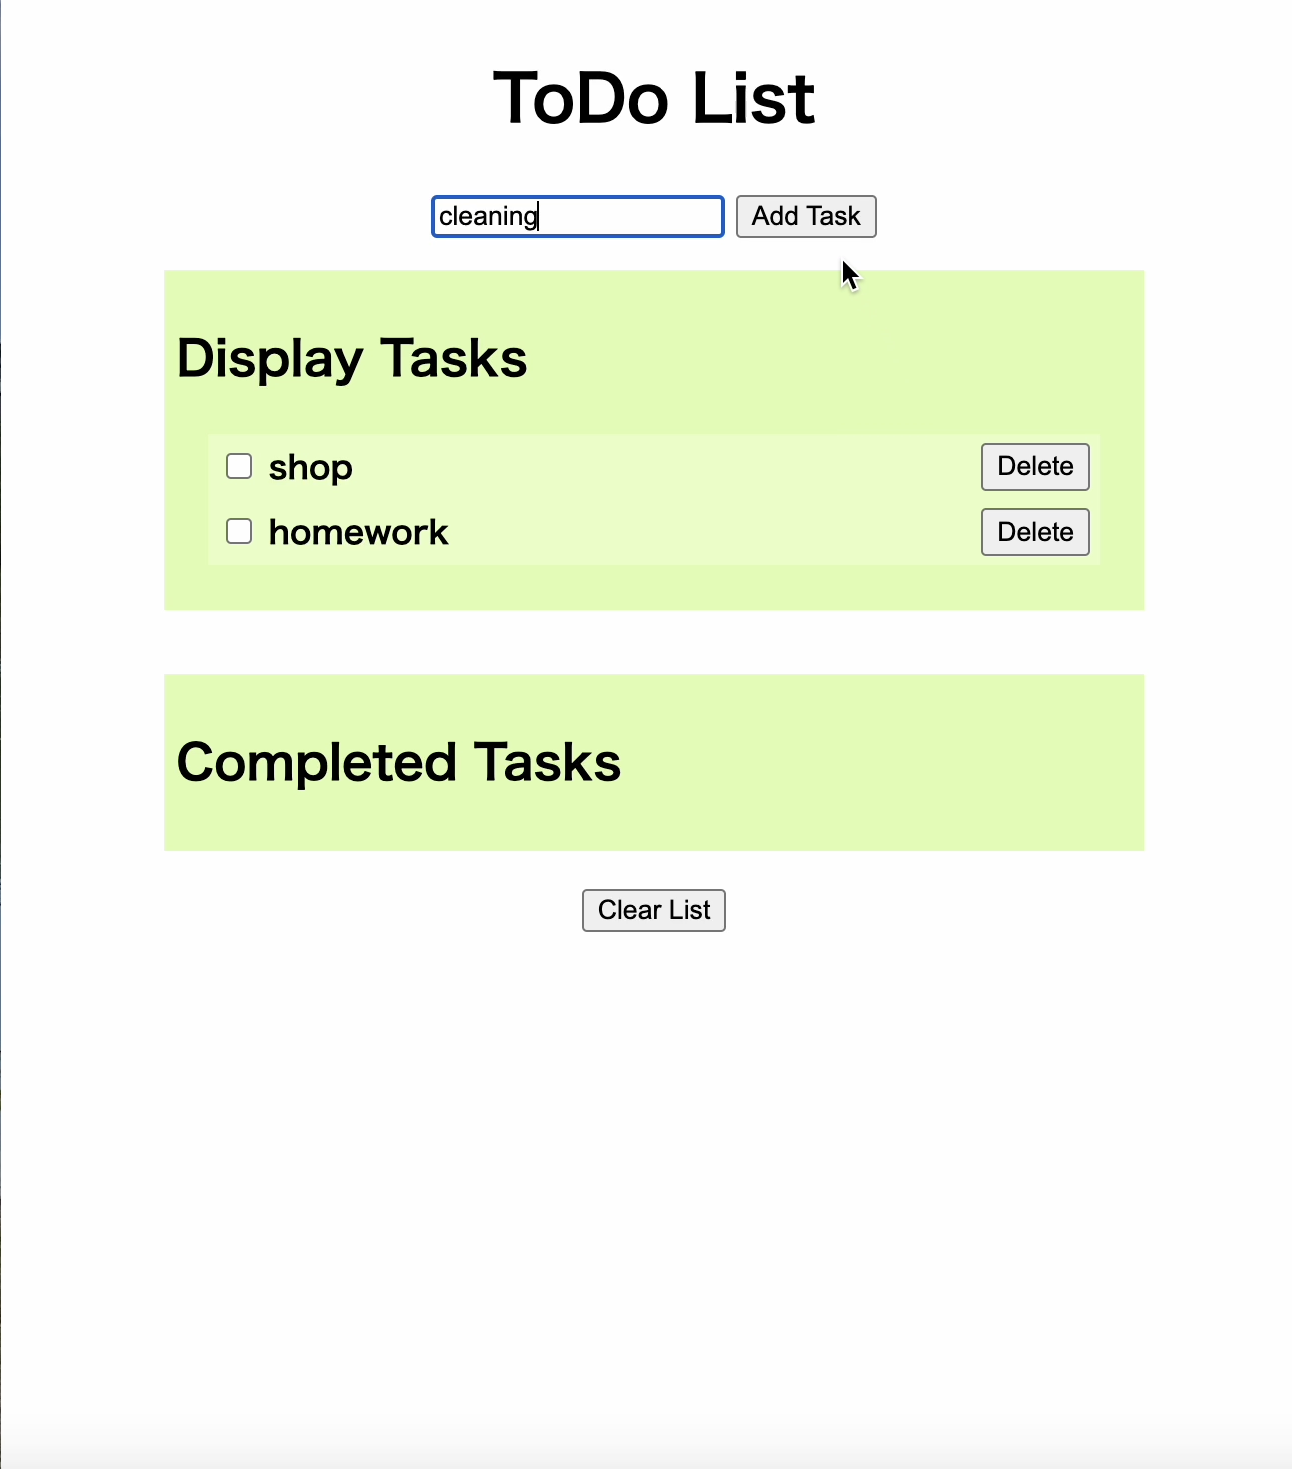 ToDo List
cleaning Add Task
Display Tasks
shop Delete
homework Delete
Completed Tasks
Clear List